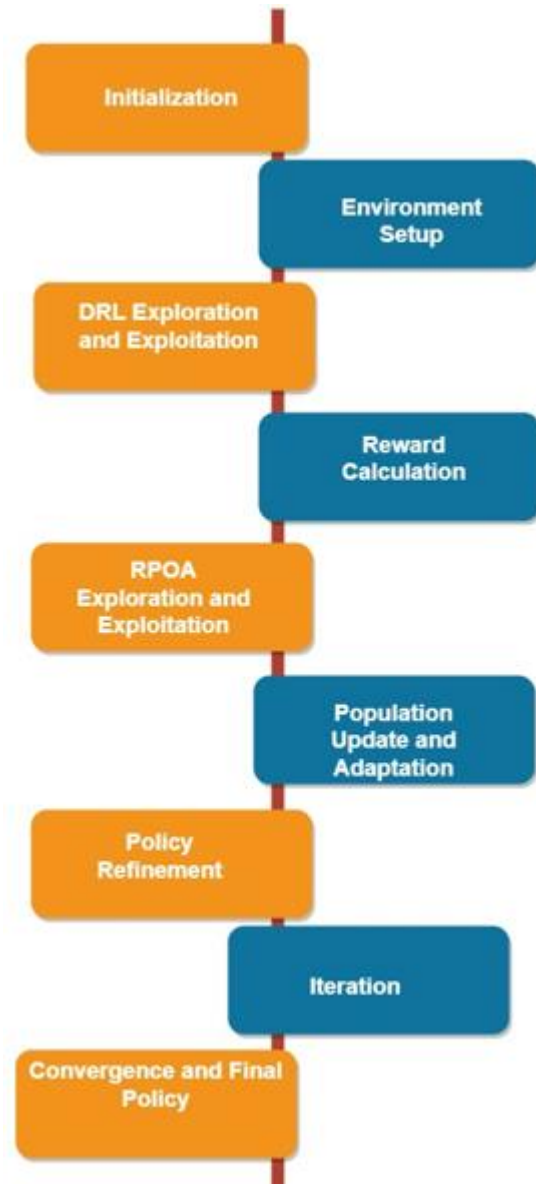 Initialization
Environment
Setup
DRL Exploration
and Exploitation
Reward
Calculation
RPOA
Exploration and
Exploitation
Population
Update and
Adaptation
Policy
Refinement
Iteration
Convergence and Final
Policy